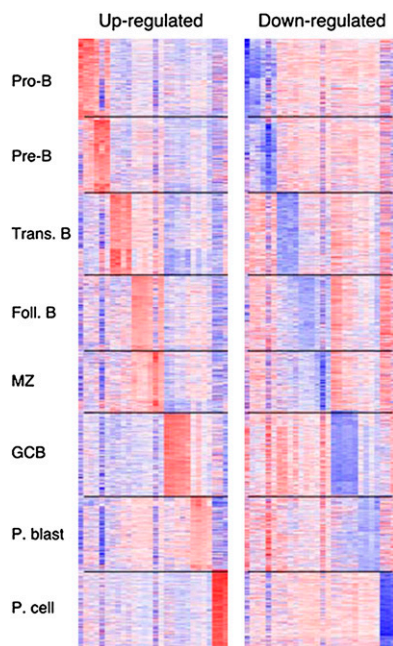 Up-regulated Down-regulated
Pro-B
Pre-B
Trans. B
Foll. B
MZ
GCB
P. blast
P. cell